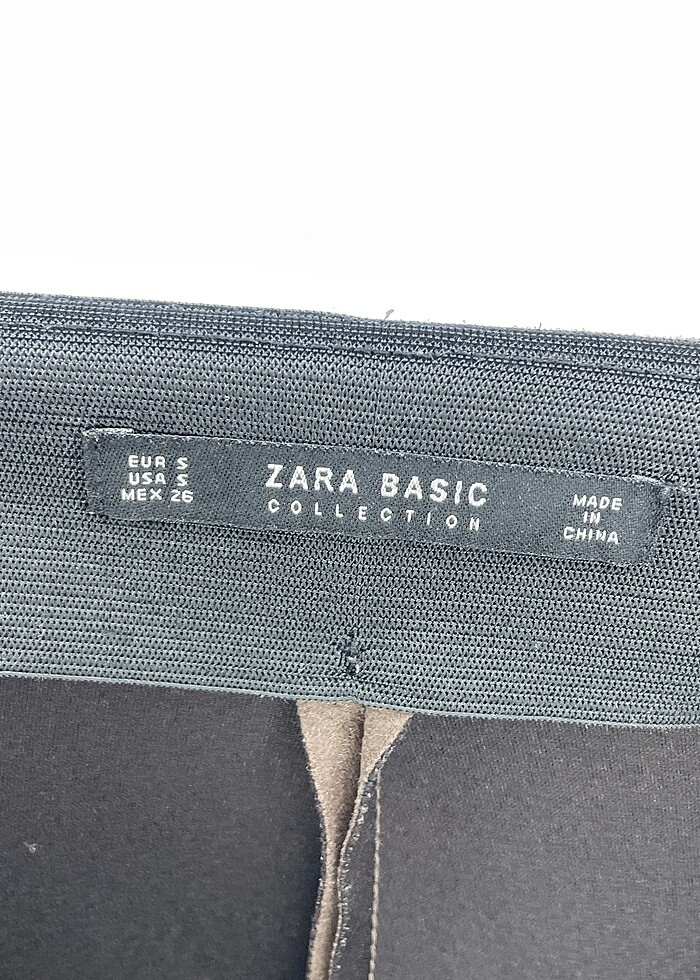 EUR S
USA S
MEX 26
ZARA BASIC
COLLECTION
MADE
IN
CHINA